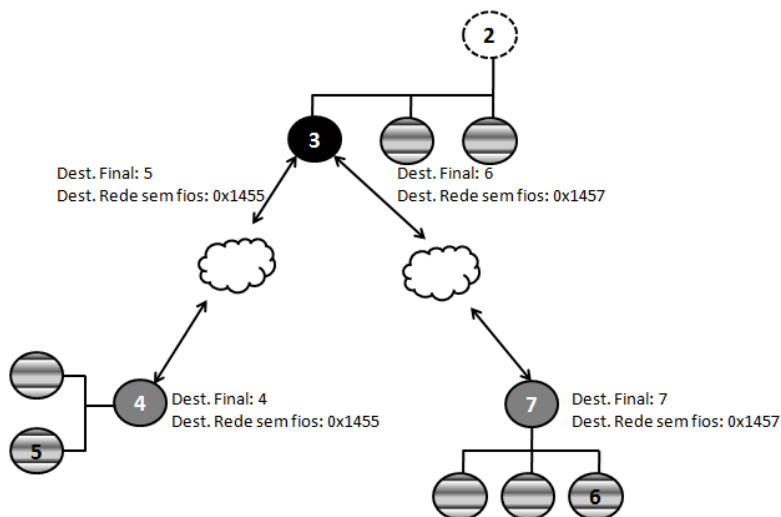 2
3
Dest. Final: 5
Dest. Rede sem fios: 0x1455
Dest. Final: 6
Dest. Rede sem fios: 0x1457
4
Dest. Final: 4
Dest. Rede sem fios: 0x1455
7
Dest. Final: 7
Dest. Rede sem fios: 0x1457
5
6